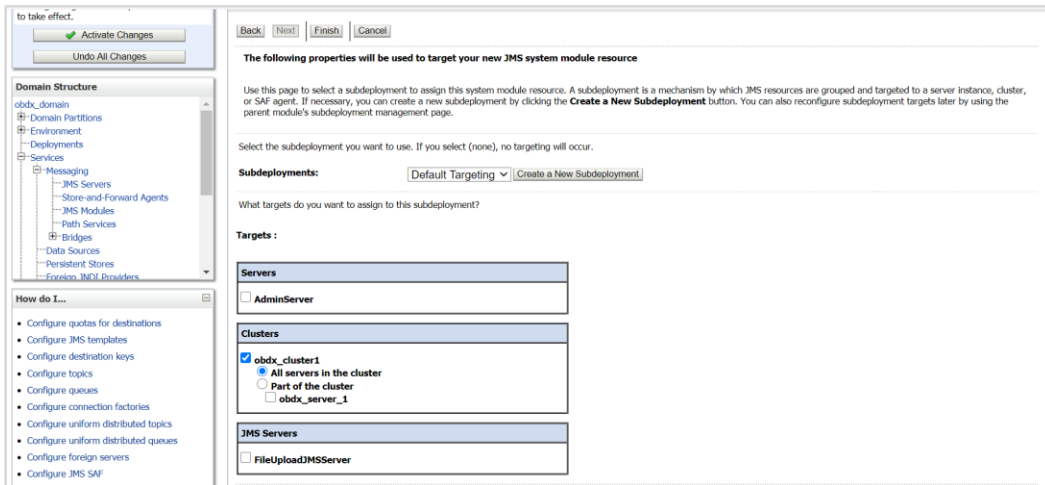 to take effect.
Activate Changes
Undo All Changes
Domain Structure
obdx_domain
Domain Partitions
Environment
Deployments
Services
Messaging
JMS Servers
Store-and-Forward Agents
JMS Modules
Path Services
Bridges
Data Sources
Persistent Stores
Foreign JNDI Providers
How do I...
Configure quotas for destinations
Configure JMS templates
Configure destination keys
Configure topics
Configure queues
Configure connection factories
Configure uniform distributed topics
Configure uniform distributed queues
Configure foreign servers
Configure JMS SAF
Back Next Finish Cancel
The following properties will be used to target your new JMS system module resource
Use this page to select a subdeployment to assign this system module resource. A subdeployment is a mechanism by which JMS resources are grouped and targeted to a server instance, cluster,
or SAF agent. If necessary, you can create a new subdeployment by clicking the Create a New Subdeployment button. You can also reconfigure subdeployment targets later by using the
parent module's subdeployment management page.
Select the subdeployment you want to use. If you select (none), no targeting will occur.
Subdeployments: Default Targeting Create a New Subdeployment
What targets do you want to assign to this subdeployment?
Targets :
Servers
AdminServer
Clusters
obdx_cluster1
All servers in the cluster
Part of the cluster
obdx_server_1
JMS Servers
FileUploadJMSServer